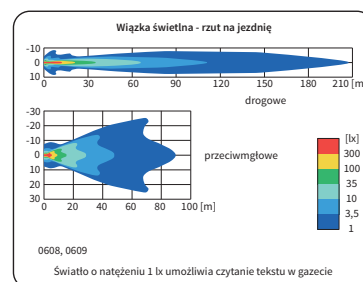 Wiązka świetlna - rzut na jezdnię
-10
0
10
0 30 60 90 120 150 180 210 [m]
drogowe
-30
-20
-10
0
10
20
30
0 20 40 60 80 100 [m]
przeciwmgłowe
[lx]
300
100
35
10
3,5
1
0608, 0609
Światło o natężeniu 1 lx umożliwia czytanie tekstu w gazecie